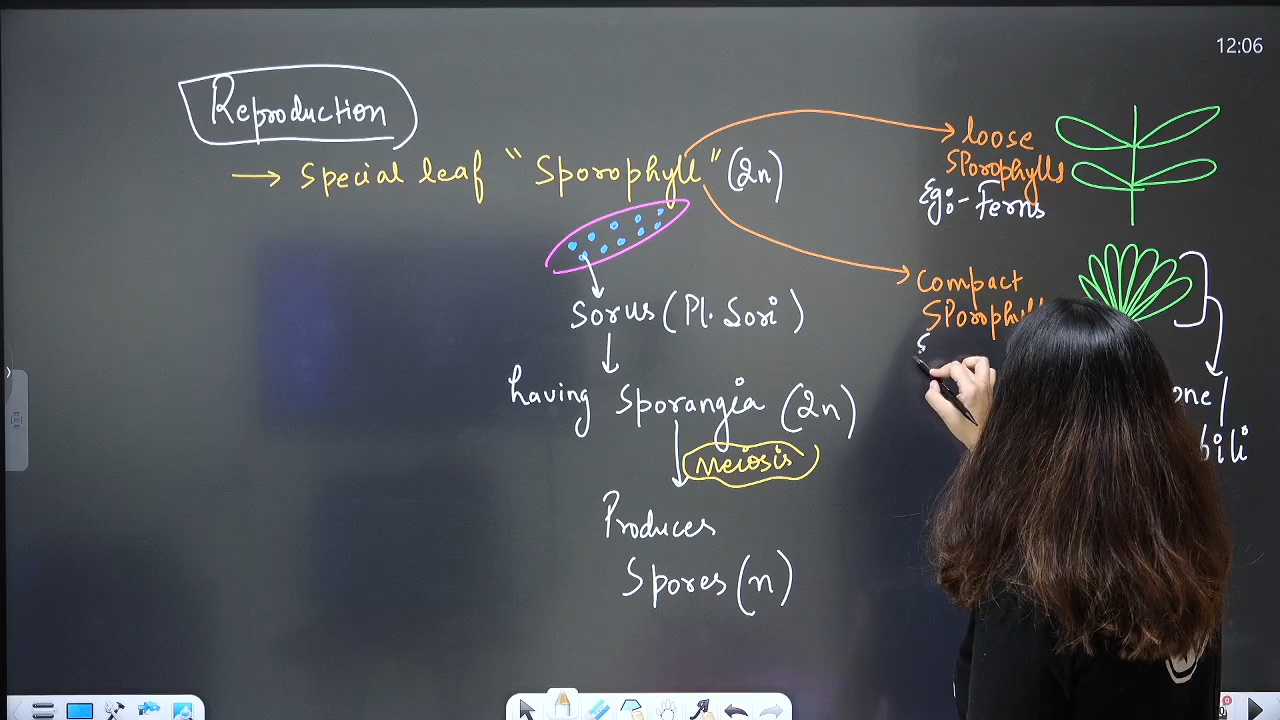 12:06
Reproduction
→ Special leaf "Sporophyll" (2n)
loose
Sporophylls
Eg:- Ferns
Sorus (Pl. Sori)
compact
Sporophylls
having Sporangia (2n)
Meiosis
Produces
Spores (n)